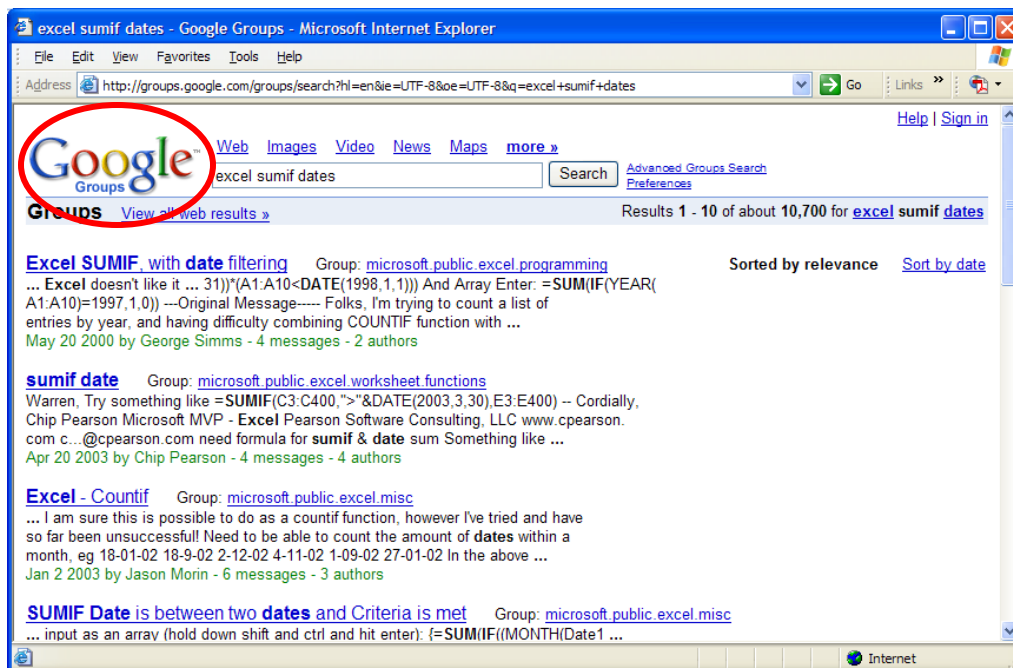 excel sumif dates - Google Groups - Microsoft Internet Explorer
File Edit View Favorites Tools Help
Address http://groups.google.com/groups/search?hl=en&ie=UTF-8&oe=UTF-8&q=excel+sumif+dates Go Links »
Help | Sign in
Google™ Groups
Web Images Video News Maps more »
excel sumif dates Search Advanced Groups Search
Preferences
Groups View all web results » Results 1 - 10 of about 10,700 for excel sumif dates
Excel SUMIF, with date filtering Group: microsoft.public.excel.programming Sorted by relevance Sort by date
... Excel doesn't like it ... 31))*(A1:A10<DATE(1998,1,1))) And Array Enter: =SUM(IF(YEAR(
A1:A10)=1997,1,0)) ---Original Message----- Folks, I'm trying to count a list of
entries by year, and having difficulty combining COUNTIF function with ...
May 20 2000 by George Simms - 4 messages - 2 authors
sumif date Group: microsoft.public.excel.worksheet.functions
Warren, Try something like =SUMIF(C3:C400,">"&DATE(2003,3,30),E3:E400) -- Cordially,
Chip Pearson Microsoft MVP - Excel Pearson Software Consulting, LLC www.cpearson.
com c...@cpearson.com need formula for sumif & date sum Something like ...
Apr 20 2003 by Chip Pearson - 4 messages - 4 authors
Excel - Countif Group: microsoft.public.excel.misc
... I am sure this is possible to do as a countif function, however I've tried and have
so far been unsuccessful! Need to be able to count the amount of dates within a
month, eg 18-01-02 18-9-02 2-12-02 4-11-02 1-09-02 27-01-02 In the above ...
Jan 2 2003 by Jason Morin - 6 messages - 3 authors
SUMIF Date is between two dates and Criteria is met Group: microsoft.public.excel.misc
... input as an array (hold down shift and ctrl and hit enter): {=SUM(IF((MONTH(Date1 ...
Internet